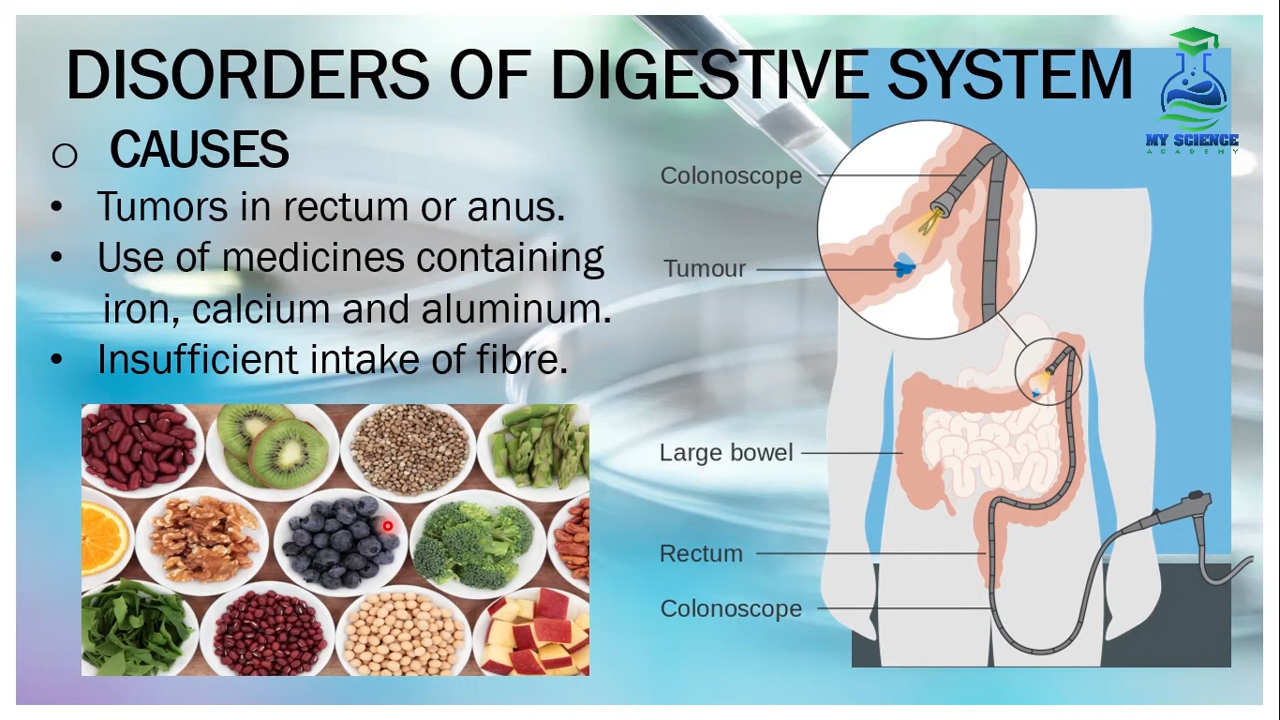 DISORDERS OF DIGESTIVE SYSTEM
MY SCIENCE
ACADEMY
○ CAUSES
• Tumors in rectum or anus.
• Use of medicines containing
iron, calcium and aluminum.
• Insufficient intake of fibre.
Colonoscope
Tumour
Large bowel
Rectum
Colonoscope